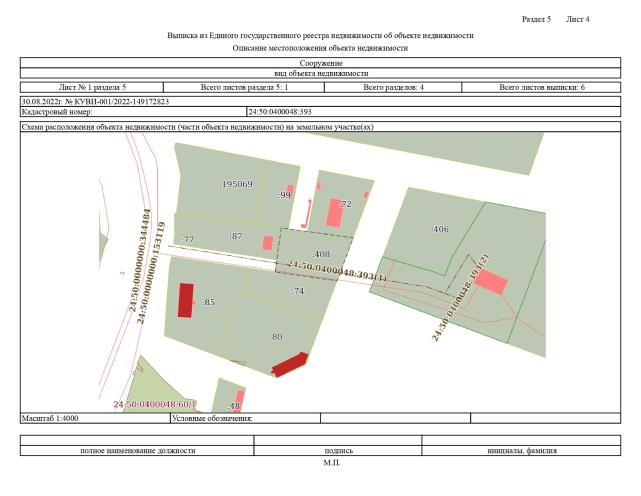 Раздел 5 Лист 4
Выписка из Единого государственного реестра недвижимости об объекте недвижимости
Описание местоположения объекта недвижимости
Сооружение
вид объекта недвижимости
Лист № 1 раздела 5 Всего листов раздела 5: 1 Всего разделов: 4 Всего листов выписки: 6
30.08.2022г. № КУВИ-001/2022-149172823
Кадастровый номер: 24:50:0400048:393
Схема расположения объекта недвижимости (части объекта недвижимости) на земельном участке(ах)
:195069
:99
:72
:406
:77
:87
:408
24:50:0000000:344484
24:50:0000000:153119
24:50:0400048:393(1)
24:50:0400048:393(2)
:74
:85
:80
24:50:0400048:60/1
:48
Масштаб 1:4000 Условные обозначения:
полное наименование должности подпись инициалы, фамилия
М.П.